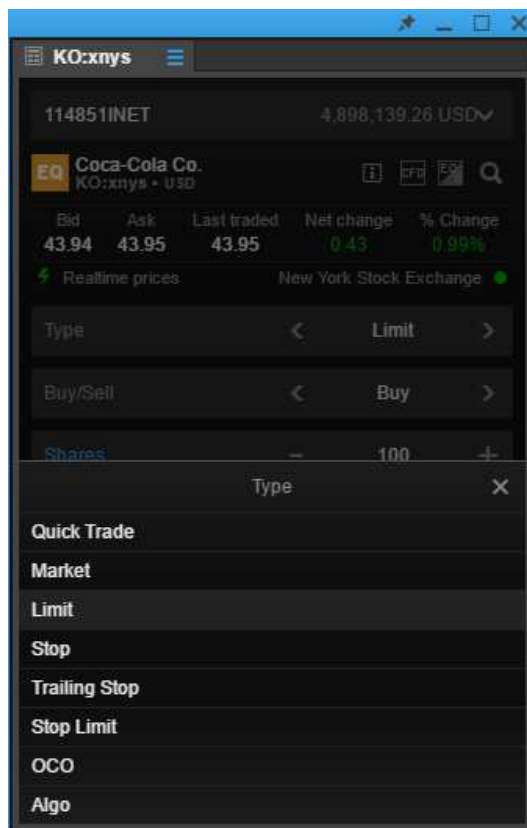 KO:xnys
114851INET 4,898,139.26 USD
EQ Coca-Cola Co.
KO:xnys • USD
CFD EQ
Bid Ask Last traded Net change % Change
43.94 43.95 43.95 0.43 0.99%
Realtime prices New York Stock Exchange
Type Limit
Buy/Sell Buy
Shares 100
Type
Quick Trade
Market
Limit
Stop
Trailing Stop
Stop Limit
OCO
Algo